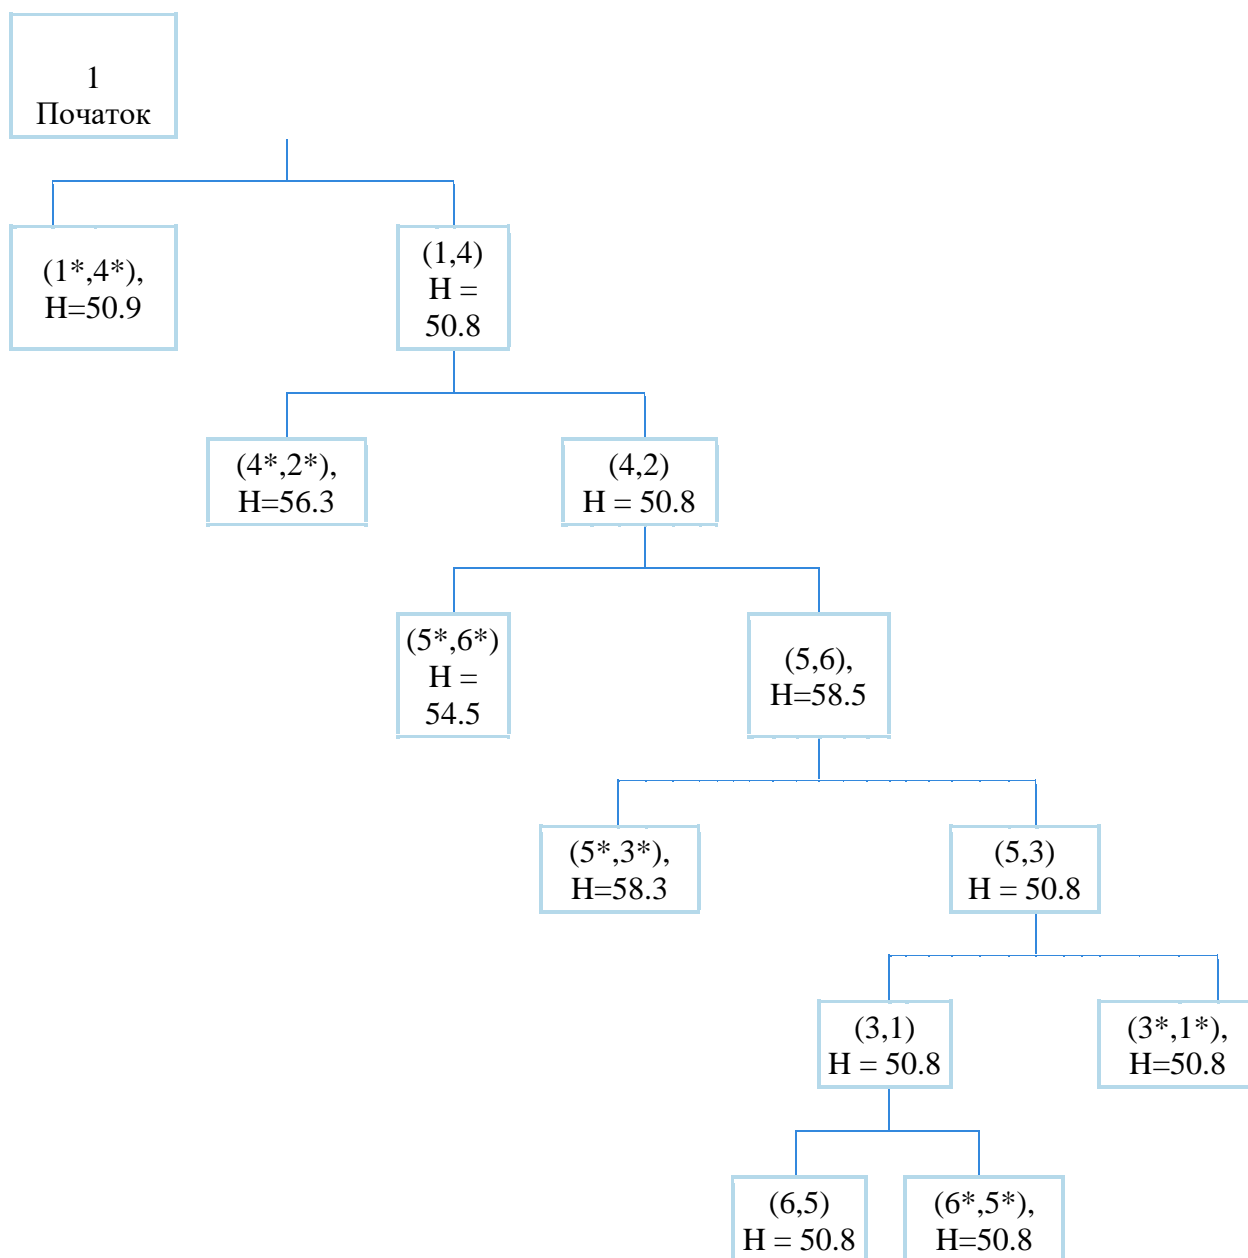 1
Початок
(1*,4*),
H=50.9
(1,4)
H =
50.8
(4*,2*),
H=56.3
(4,2)
H = 50.8
(5*,6*)
H =
54.5
(5,6),
H=58.5
(5*,3*),
H=58.3
(5,3)
H = 50.8
(3,1)
H = 50.8
(3*,1*),
H=50.8
(6,5)
H = 50.8
(6*,5*),
H=50.8